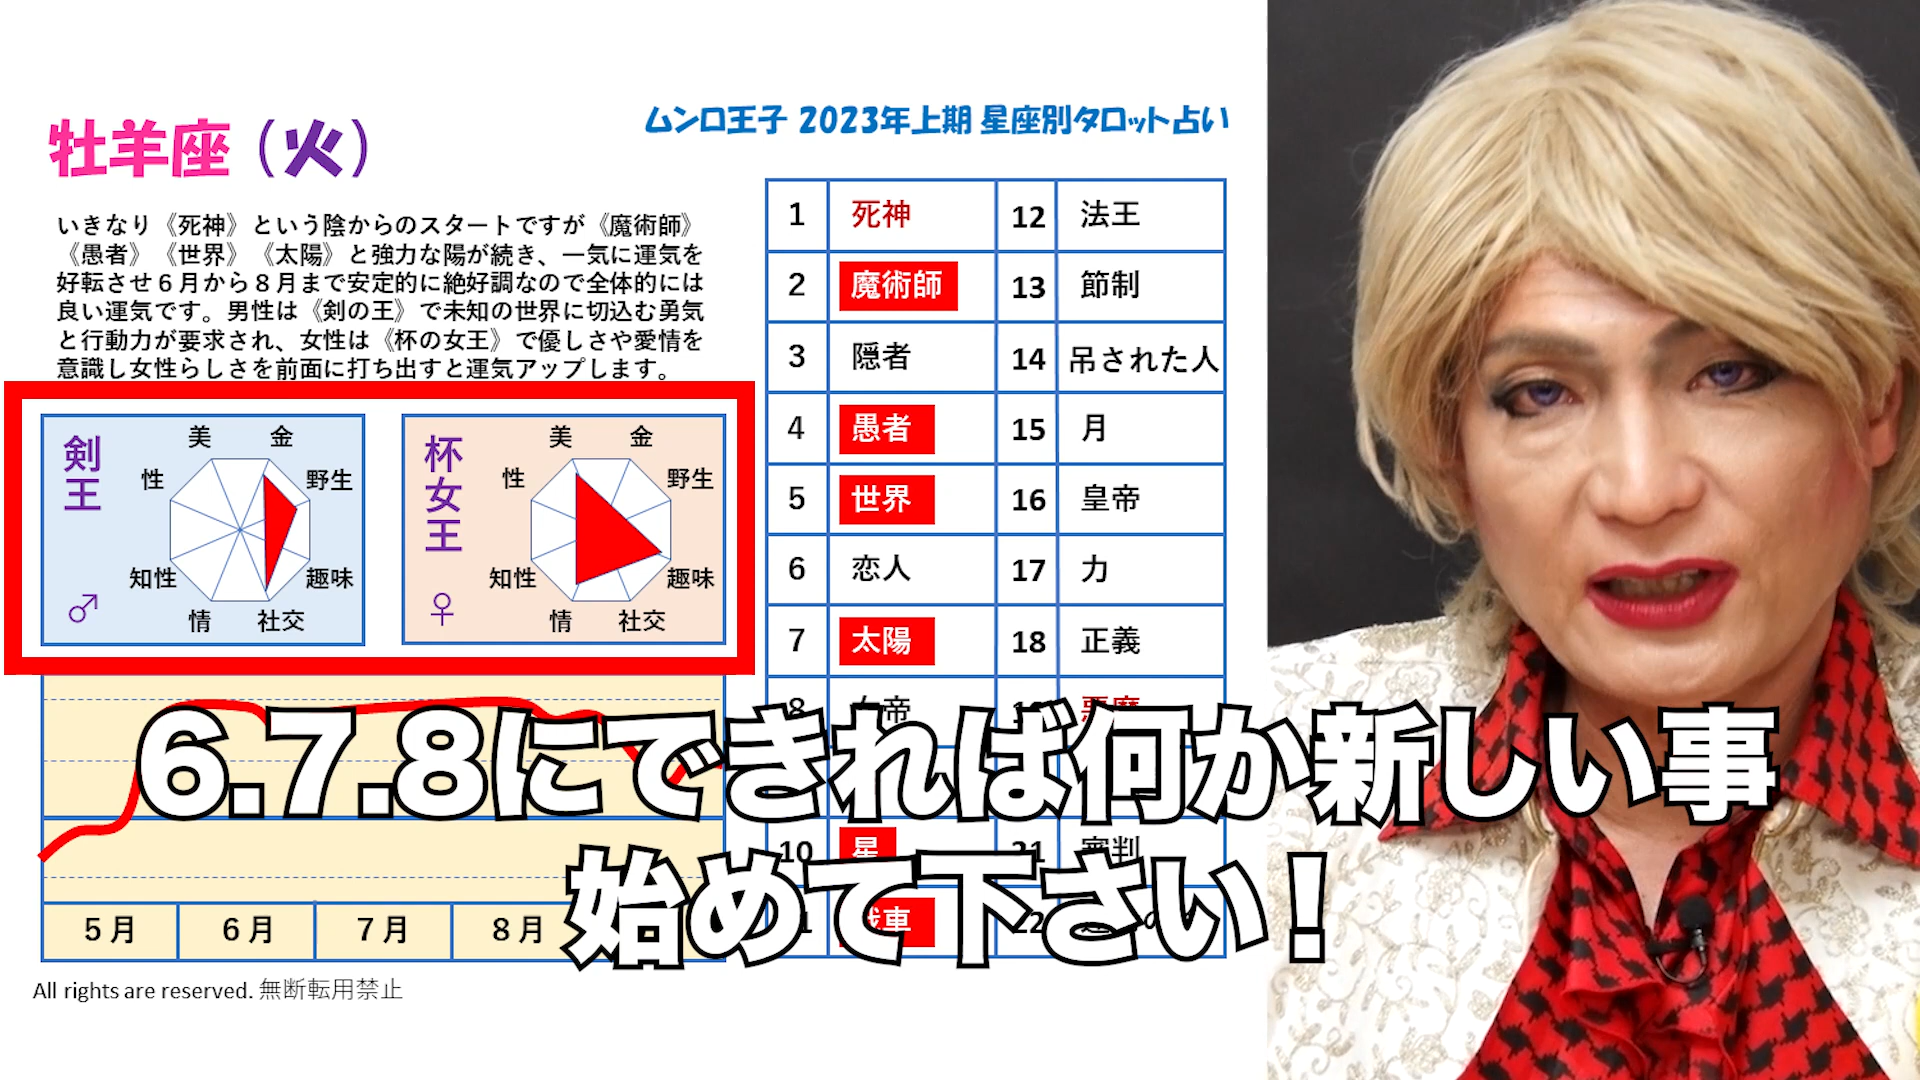 牡羊座（火）
ムンロ王子 2023年上期 星座別タロット占い
いきなり《死神》という陰からのスタートですが《魔術師》
《愚者》《世界》《太陽》と強力な陽が続き、一気に運気を
好転させ６月から８月まで安定的に絶好調なので全体的には
良い運気です。男性は《剣の王》で未知の世界に切込む勇気
と行動力が要求され、女性は《杯の女王》で優しさや愛情を
意識し女性らしさを前面に打ち出すと運気アップします。
剣王
♂
美
金
野生
趣味
社交
情
知性
性
杯女王
♀
美
金
野生
趣味
社交
情
知性
性
1 死神 12 法王
2 魔術師 13 節制
3 隠者 14 吊された人
4 愚者 15 月
5 世界 16 皇帝
6 恋人 17 力
7 太陽 18 正義
8 悪魔
10 星 21 審判
戦車 22
5月 6月 7月 8月
6.7.8にできれば何か新しい事
始めて下さい！
All rights are reserved. 無断転用禁止